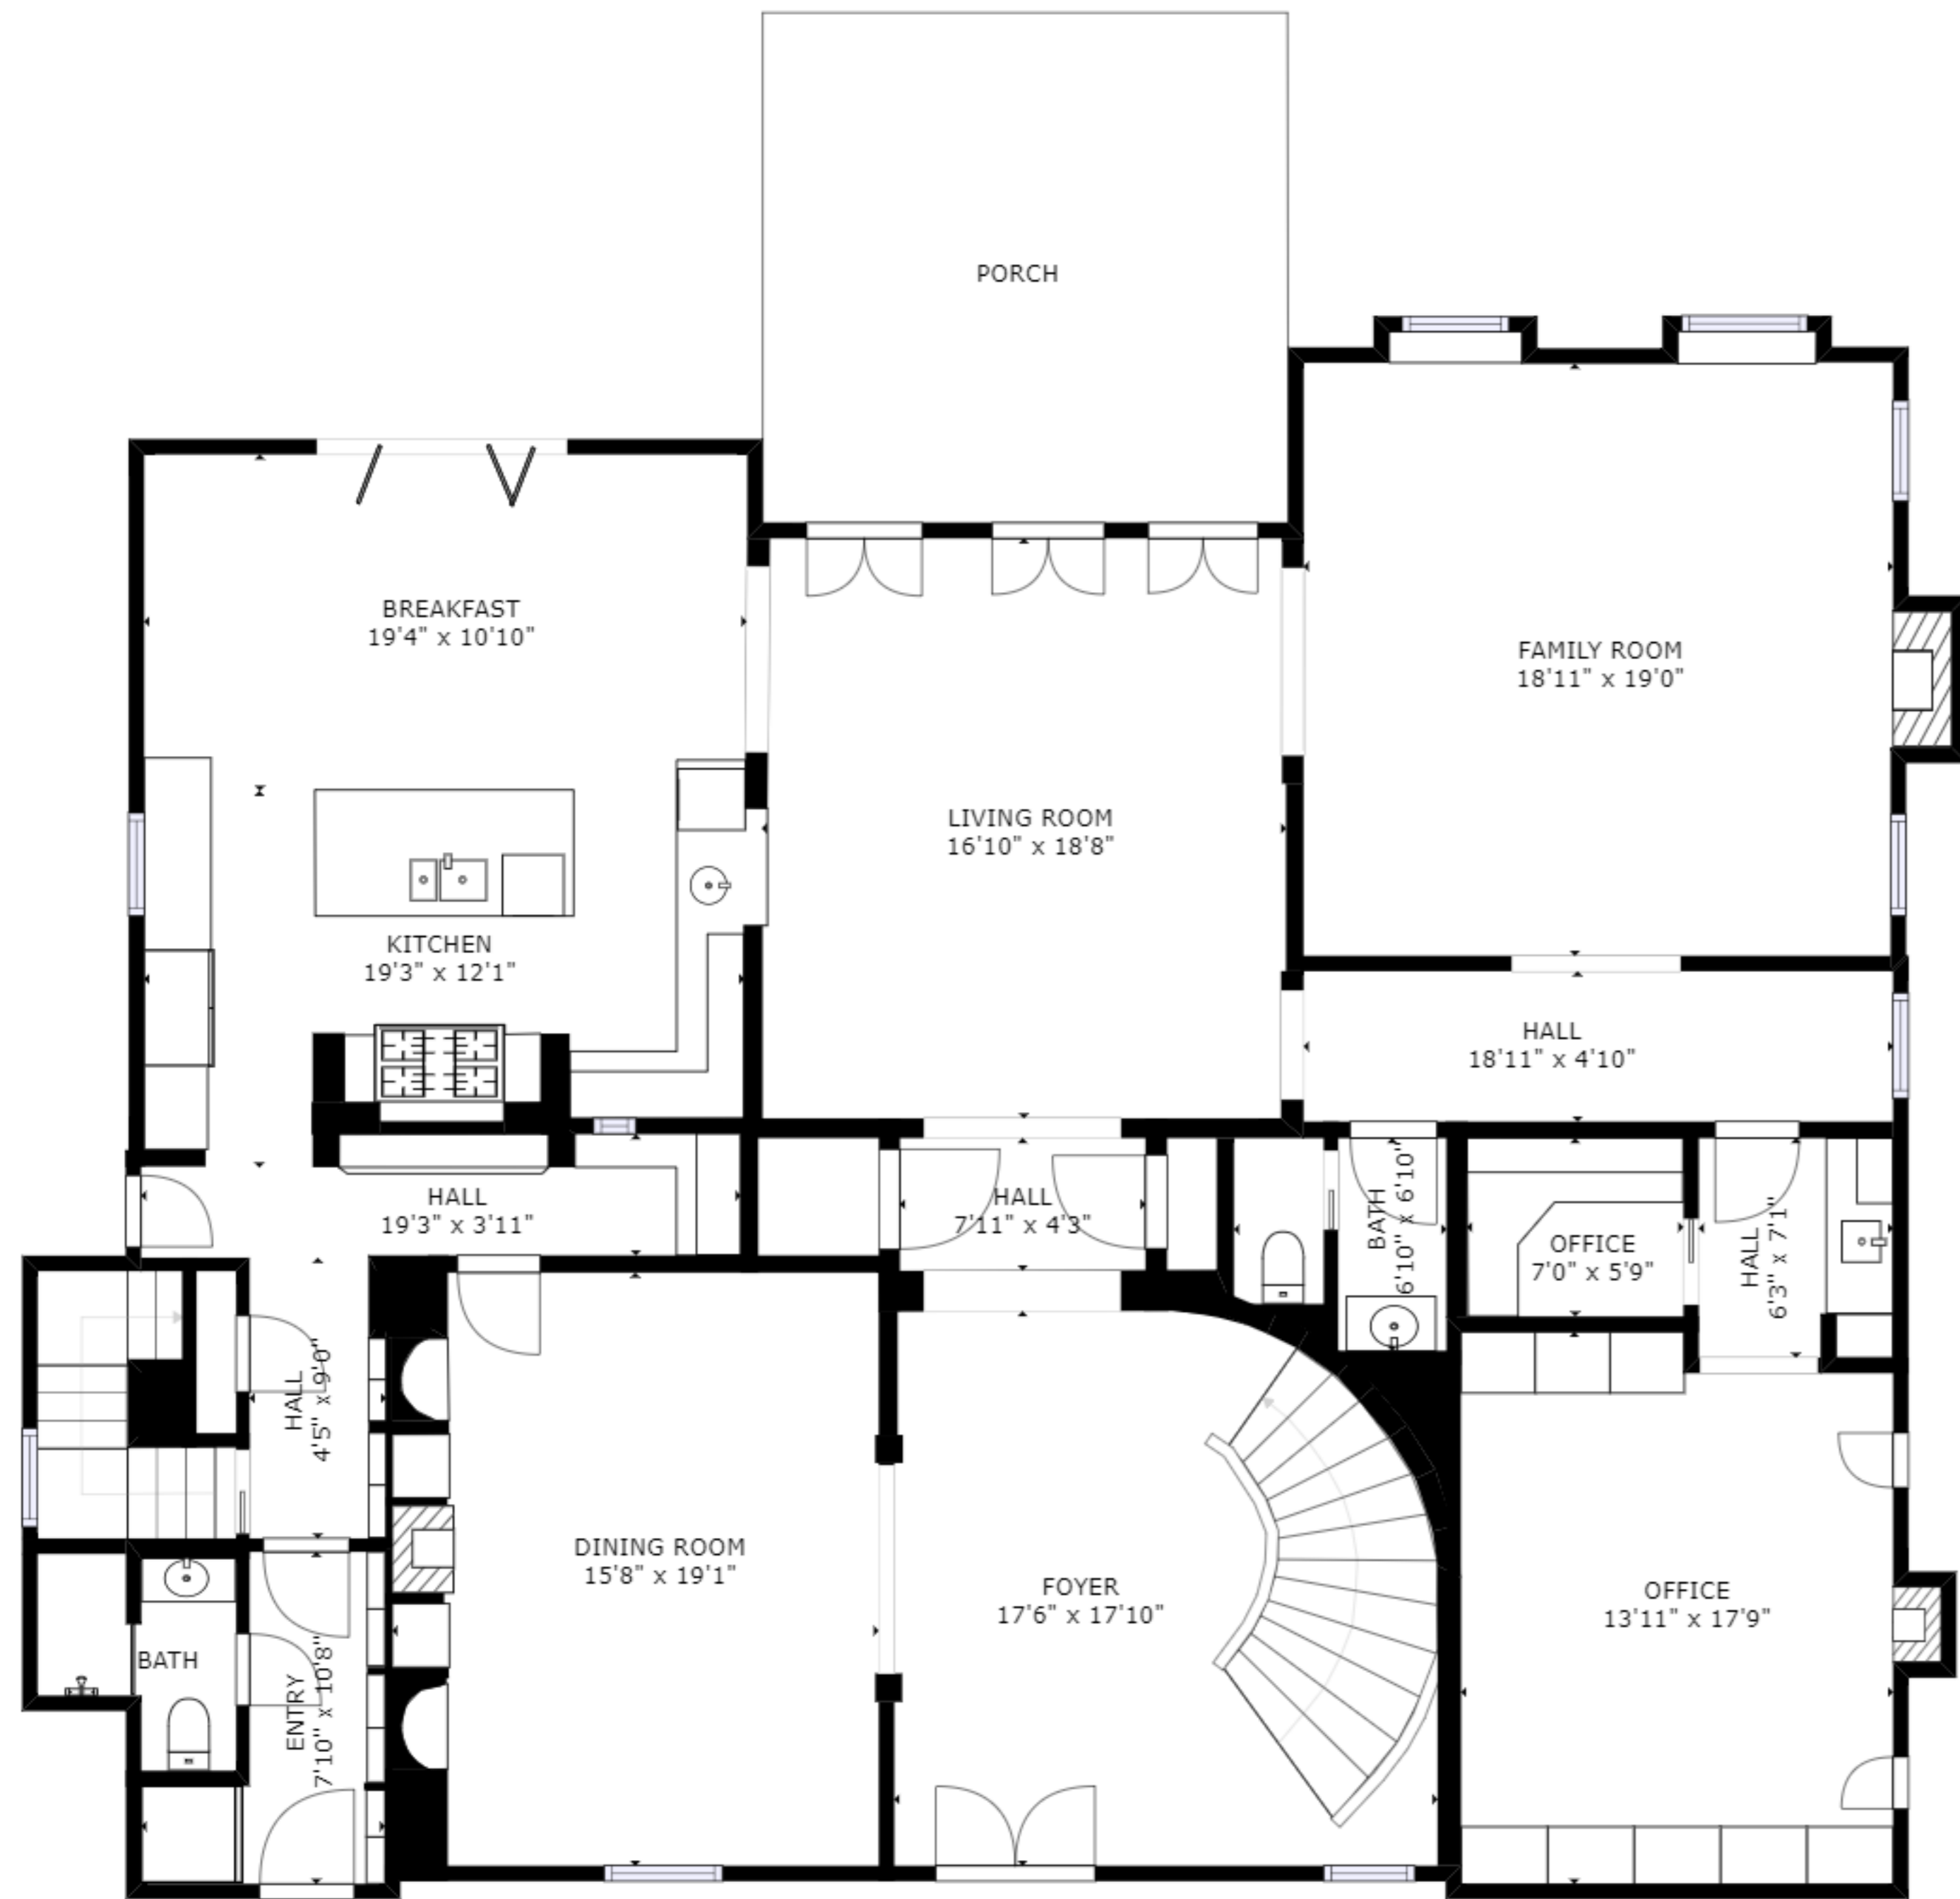 PORCH
BREAKFAST
19'4" x 10'10"
FAMILY ROOM
18'11" x 19'0"
LIVING ROOM
16'10" x 18'8"
KITCHEN
19'3" x 12'1"
HALL
18'11" x 4'10"
HALL
19'3" x 3'11"
HALL
7'11" x 4'3"
BATH
6'10" x 6'10"
OFFICE
7'0" x 5'9"
HALL
6'3" x 7'1"
HALL
4'5" x 9'0"
DINING ROOM
15'8" x 19'1"
FOYER
17'6" x 17'10"
OFFICE
13'11" x 17'9"
BATH
ENTRY
7'10" x 10'8"